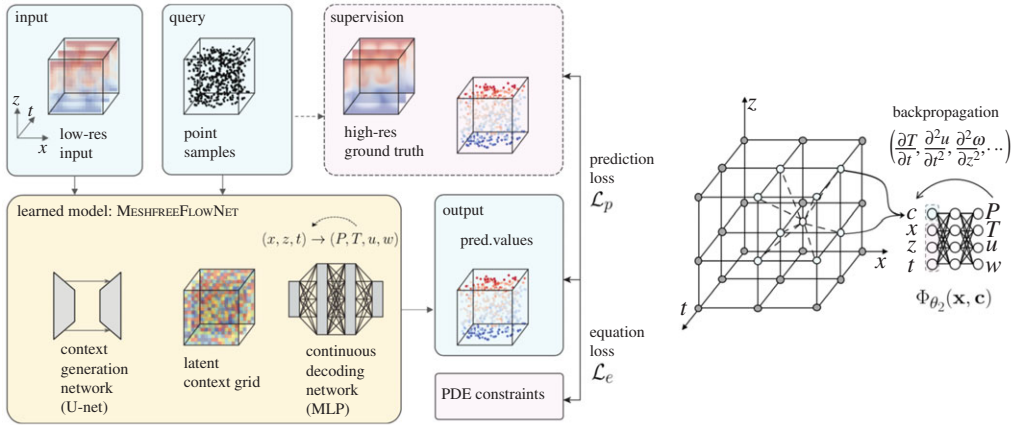 input
z
t
x
low-res
input
query
point
samples
supervision
high-res
ground truth
learned model: MESHFREEFLOWNET
(x, z, t) → (P, T, u, w)
context
generation
network
(U-net)
latent
context grid
continuous
decoding
network
(MLP)
output
pred.values
PDE constraints
prediction
loss
ℒₚ
equation
loss
ℒₑ
z
x
t
backpropagation
(∂T/∂t, ∂²u/∂t², ∂²ω/∂z², ...)
c P
x T
z u
t w
Φ_θ₂(x, c)